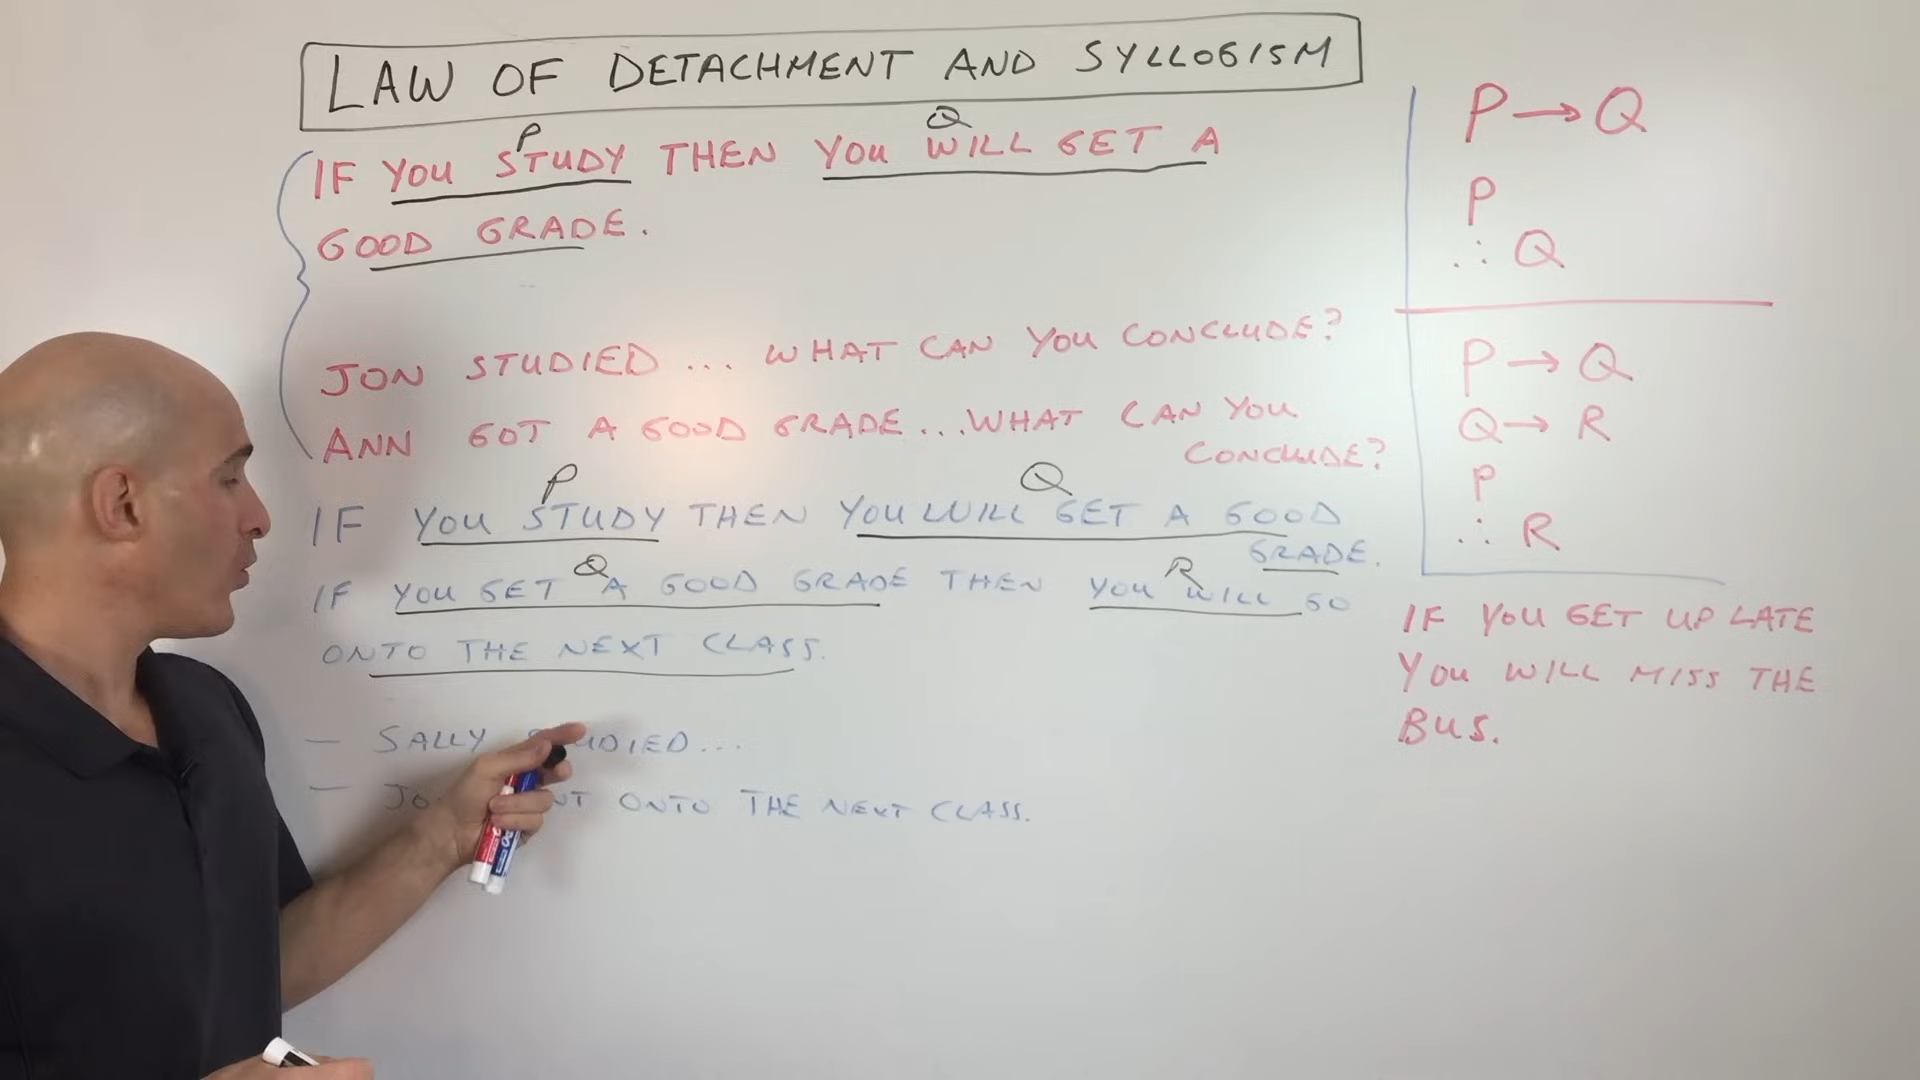 LAW OF DETACHMENT AND SYLLOGISM
P Q
IF YOU STUDY THEN YOU WILL GET A
GOOD GRADE.
JON STUDIED... WHAT CAN YOU CONCLUDE?
ANN GOT A GOOD GRADE...WHAT CAN YOU
CONCLUDE?
P Q
IF YOU STUDY THEN YOU WILL GET A GOOD
GRADE.
Q R
IF YOU GET A GOOD GRADE THEN YOU WILL GO
ONTO THE NEXT CLASS.
— SALLY STUDIED...
— ONTO THE NEXT CLASS.
P → Q
P
∴ Q
P → Q
Q → R
P
∴ R
IF YOU GET UP LATE
YOU WILL MISS THE
BUS.